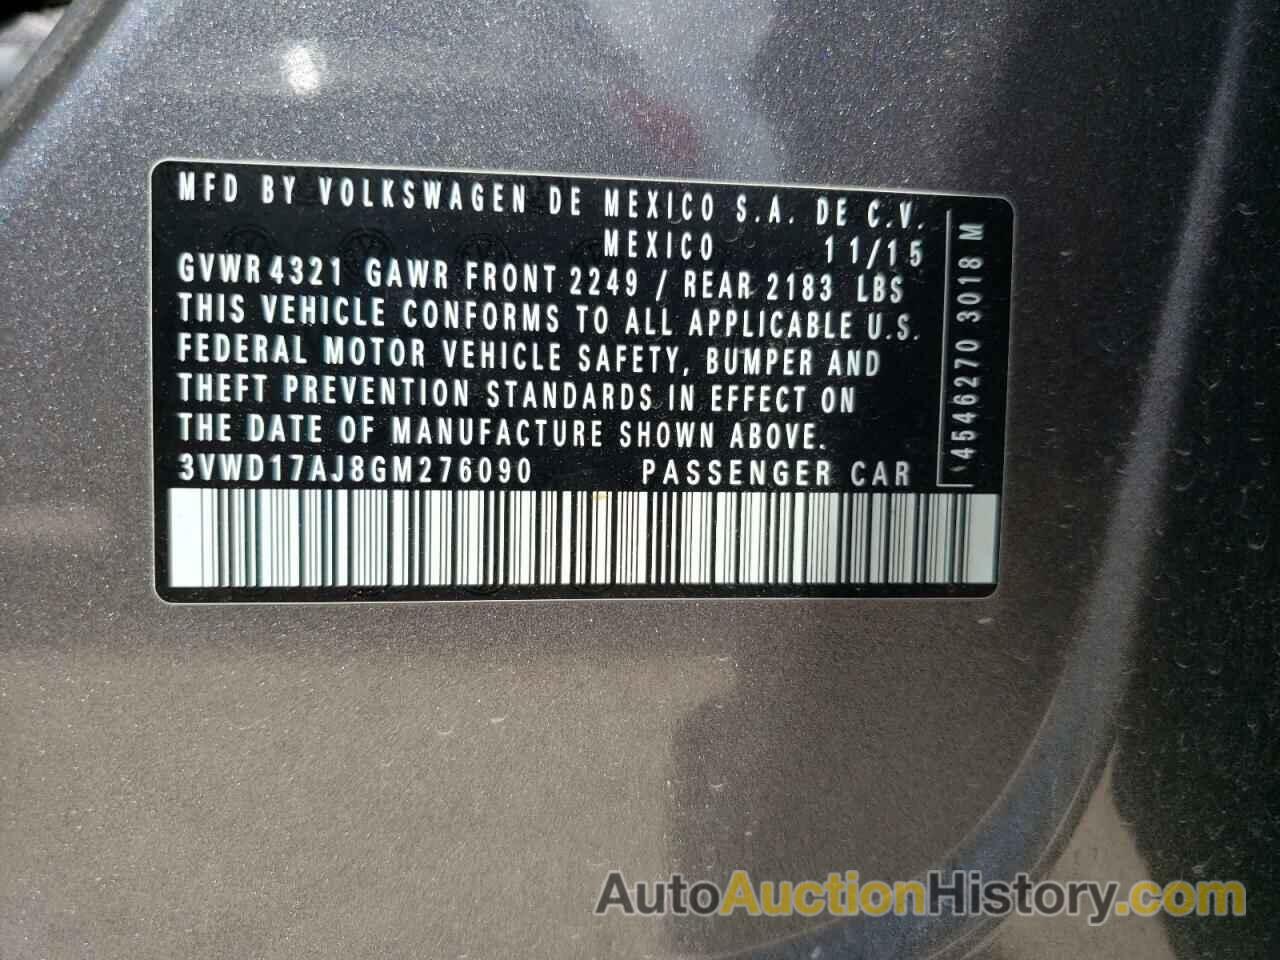 MFD BY VOLKSWAGEN DE MEXICO S.A. DE C.V.
MEXICO 11/15
GVWR 4321 GAWR FRONT 2249 / REAR 2183 LBS
THIS VEHICLE CONFORMS TO ALL APPLICABLE U.S.
FEDERAL MOTOR VEHICLE SAFETY, BUMPER AND
THEFT PREVENTION STANDARDS IN EFFECT ON
THE DATE OF MANUFACTURE SHOWN ABOVE.
3VWD17AJ8GM276090 PASSENGER CAR
4546270 3018 M
AutoAuctionHistory.com